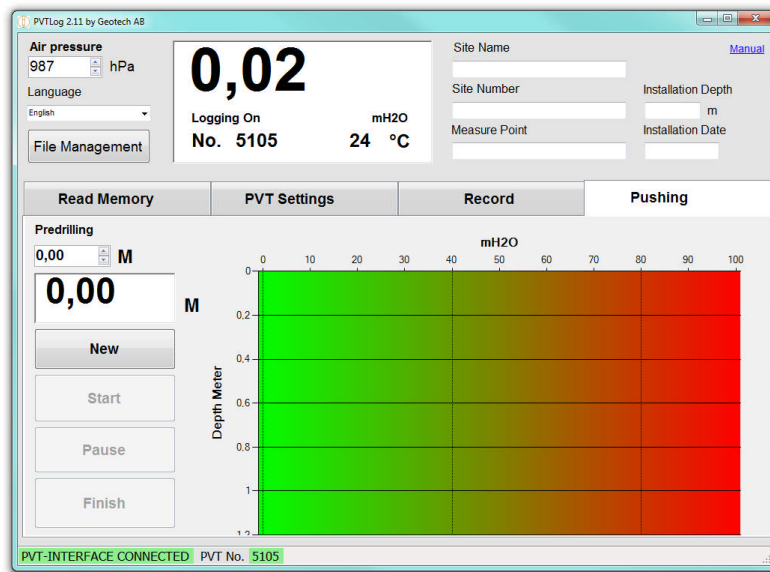 PVTLog 2.11 by Geotech AB
Air pressure
987 hPa
Language
English
File Management
0,02
Logging On mH2O
No. 5105 24 °C
Site Name
Manual
Site Number
Installation Depth
m
Measure Point
Installation Date
Read Memory
PVT Settings
Record
Pushing
Predrilling
0,00 M
0,00 M
New
Start
Pause
Finish
mH2O
0 10 20 30 40 50 60 70 80 90 100
Depth Meter
0
0.2
0.4
0.6
0.8
1
1.2
PVT-INTERFACE CONNECTED PVT No. 5105